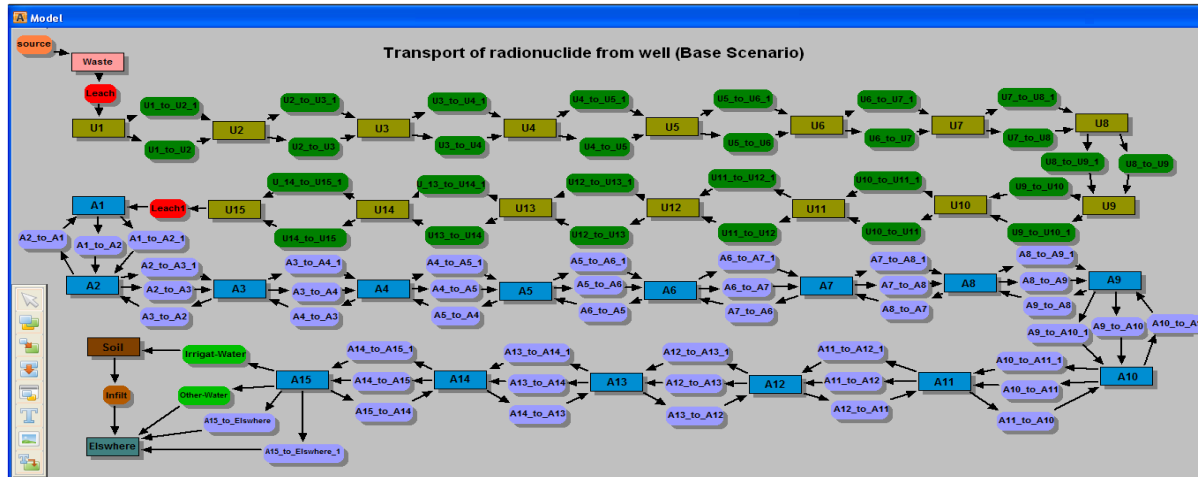 Model
source
Transport of radionuclide from well (Base Scenario)
Waste
Leach
U1_to_U2_1
U2_to_U3_1
U3_to_U4_1
U4_to_U5_1
U5_to_U6_1
U6_to_U7_1
U7_to_U8_1
U1
U2
U3
U4
U5
U6
U7
U8
U1_to_U2
U2_to_U3
U3_to_U4
U4_to_U5
U5_to_U6
U6_to_U7
U7_to_U8
U8_to_U9_1
U8_to_U9
U_14_to_U15_1
U_13_to_U14_1
U12_to_U13_1
U11_to_U12_1
U10_to_U11_1
U9_to_U10
A1
Leach1
U15
U14
U13
U12
U11
U10
U9
U14_to_U15
U13_to_U14
U12_to_U13
U11_to_U12
U10_to_U11
U9_to_U10_1
A2_to_A1
A1_to_A2
A1_to_A2_1
A2_to_A3_1
A3_to_A4_1
A4_to_A5_1
A5_to_A6_1
A6_to_A7_1
A7_to_A8_1
A8_to_A9_1
A2
A2_to_A3
A3
A3_to_A4
A4
A4_to_A5
A5
A5_to_A6
A6
A6_to_A7
A7
A7_to_A8
A8
A8_to_A9
A9
A3_to_A2
A4_to_A3
A5_to_A4
A6_to_A5
A7_to_A6
A8_to_A7
A9_to_A8
A9_to_A10_1
A9_to_A10
Soil
Irrigat-Water
A14_to_A15_1
A13_to_A14_1
A12_to_A13_1
A11_to_A12_1
A10_to_A11_1
Infilt
Other-Water
A15
A14_to_A15
A14
A13_to_A14
A13
A12_to_A13
A12
A11_to_A12
A11
A10_to_A11
A10
A15_to_A14
A14_to_A13
A13_to_A12
A12_to_A11
A11_to_A10
A15_to_Elswhere
Elswhere
A15_to_Elswhere_1